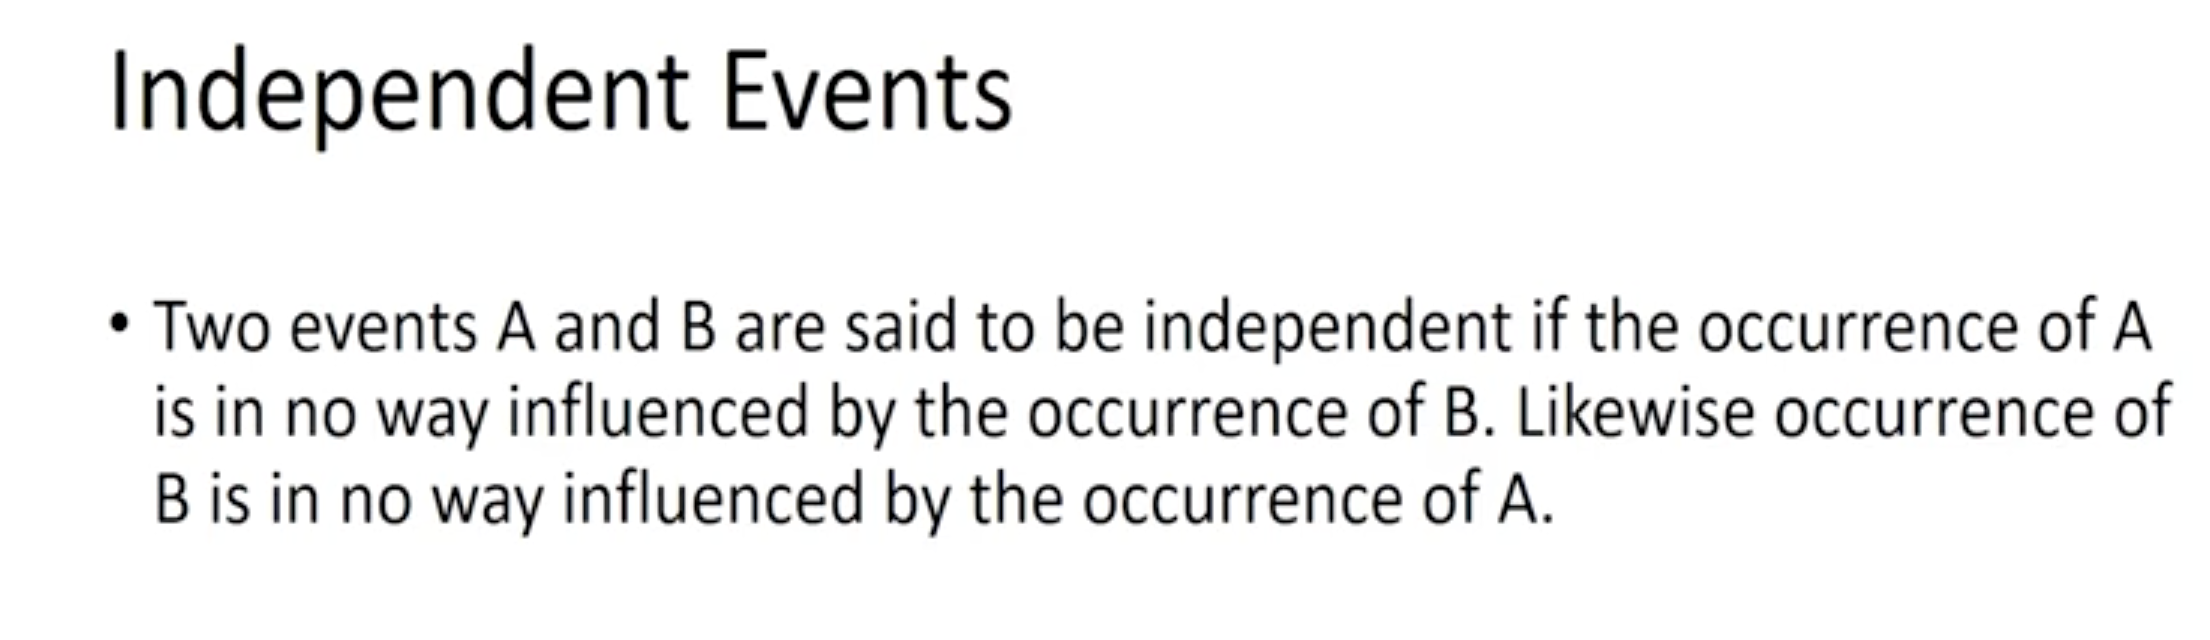 Independent Events
• Two events A and B are said to be independent if the occurrence of A
is in no way influenced by the occurrence of B. Likewise occurrence of
B is in no way influenced by the occurrence of A.